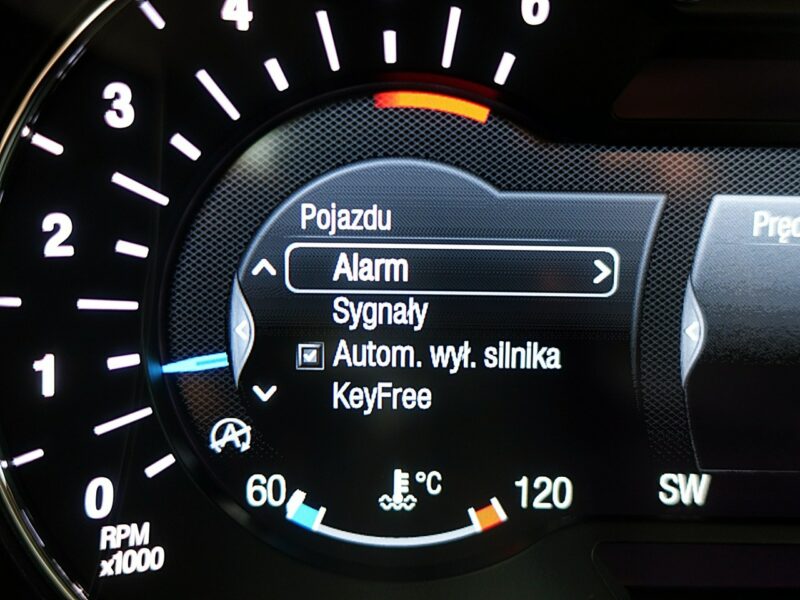 4
6
3
2
1
0
RPM
x1000
Pojazdu
Alarm
Sygnały
Autom. wył. silnika
KeyFree
A
60
°C
120
SW